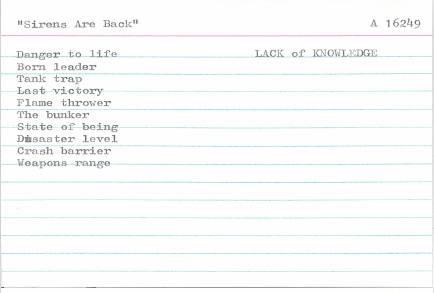 "Sirens Are Back" A 16249
Danger to life LACK of KNOWLEDGE
Born leader
Tank trap
Last victory
Flame thrower
The bunker
State of being
Disaster level
Crash barrier
Weapons range